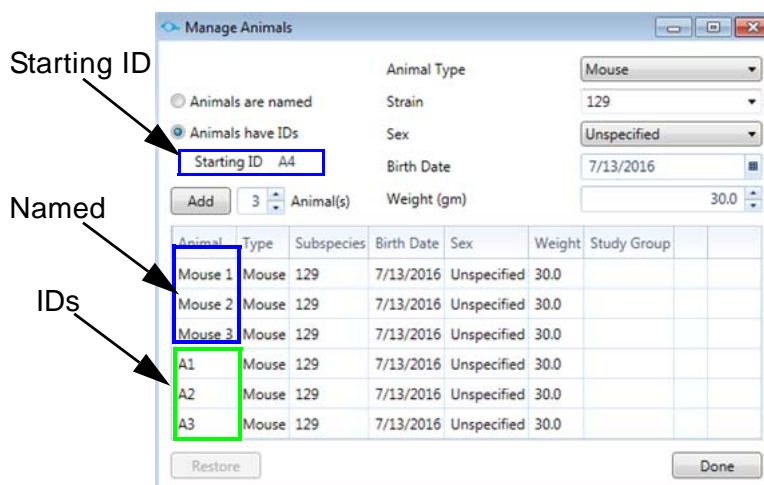 Manage Animals
Starting ID
Animal Type Mouse
Animals are named Strain 129
Animals have IDs Sex Unspecified
Starting ID A4 Birth Date 7/13/2016
Add 3 Animal(s) Weight (gm) 30.0
Named
Animal Type Subspecies Birth Date Sex Weight Study Group
Mouse 1 Mouse 129 7/13/2016 Unspecified 30.0
Mouse 2 Mouse 129 7/13/2016 Unspecified 30.0
IDs
Mouse 3 Mouse 129 7/13/2016 Unspecified 30.0
A1 Mouse 129 7/13/2016 Unspecified 30.0
A2 Mouse 129 7/13/2016 Unspecified 30.0
A3 Mouse 129 7/13/2016 Unspecified 30.0
Restore Done